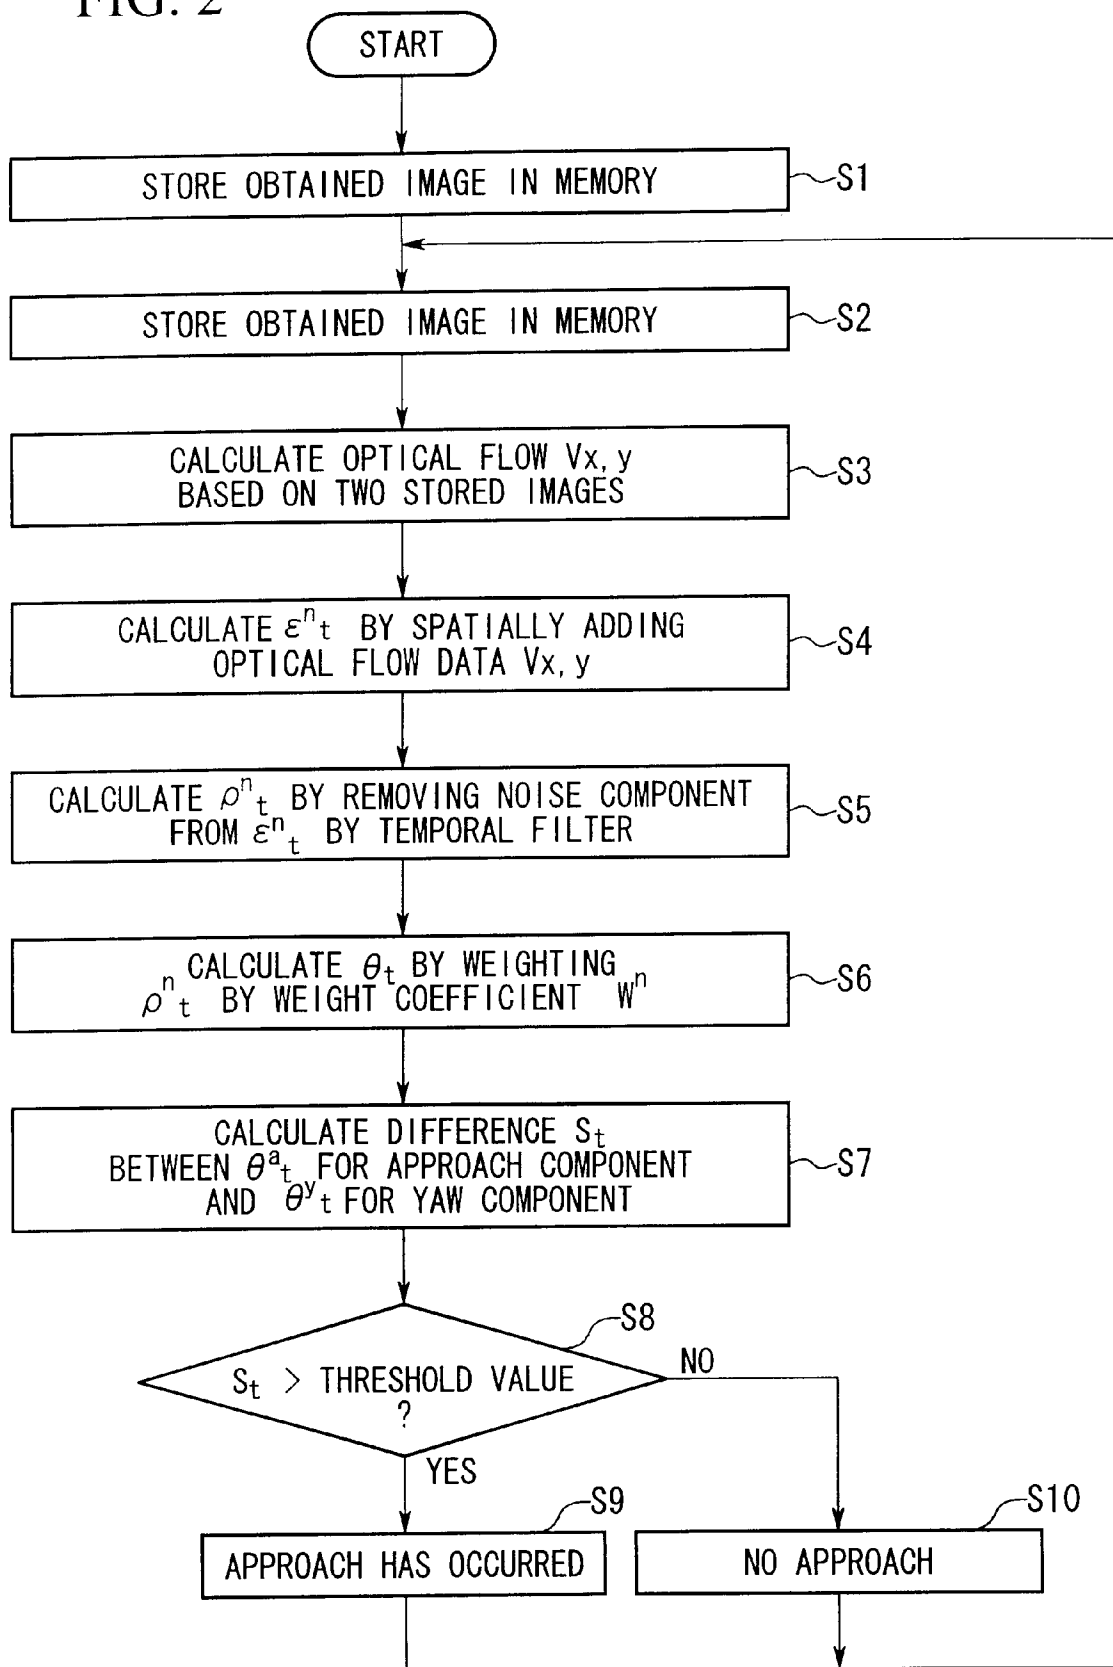 FIG. 2
START
STORE OBTAINED IMAGE IN MEMORY
S1
STORE OBTAINED IMAGE IN MEMORY
S2
CALCULATE OPTICAL FLOW Vx, y
BASED ON TWO STORED IMAGES
S3
CALCULATE εⁿt BY SPATIALLY ADDING
OPTICAL FLOW DATA Vx, y
S4
CALCULATE ρⁿt BY REMOVING NOISE COMPONENT
FROM εⁿt BY TEMPORAL FILTER
S5
CALCULATE θt BY WEIGHTING
ρⁿt BY WEIGHT COEFFICIENT Wⁿ
S6
CALCULATE DIFFERENCE St
BETWEEN θᵃt FOR APPROACH COMPONENT
AND θʸt FOR YAW COMPONENT
S7
S8
St > THRESHOLD VALUE
?
NO
YES
S9
APPROACH HAS OCCURRED
S10
NO APPROACH